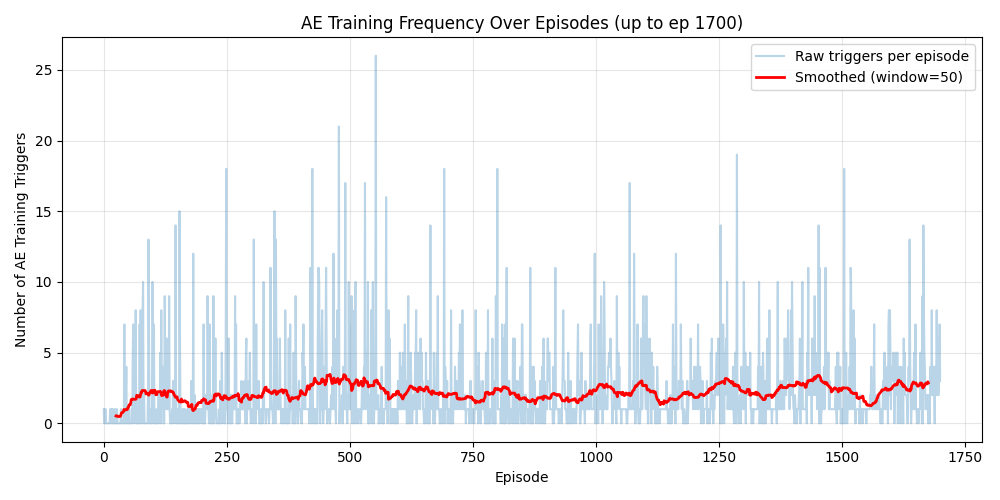 AE Training Frequency Over Episodes (up to ep 1700)
Raw triggers per episode
Smoothed (window=50)
Number of AE Training Triggers
25
20
15
10
5
0
0 250 500 750 1000 1250 1500 1750
Episode